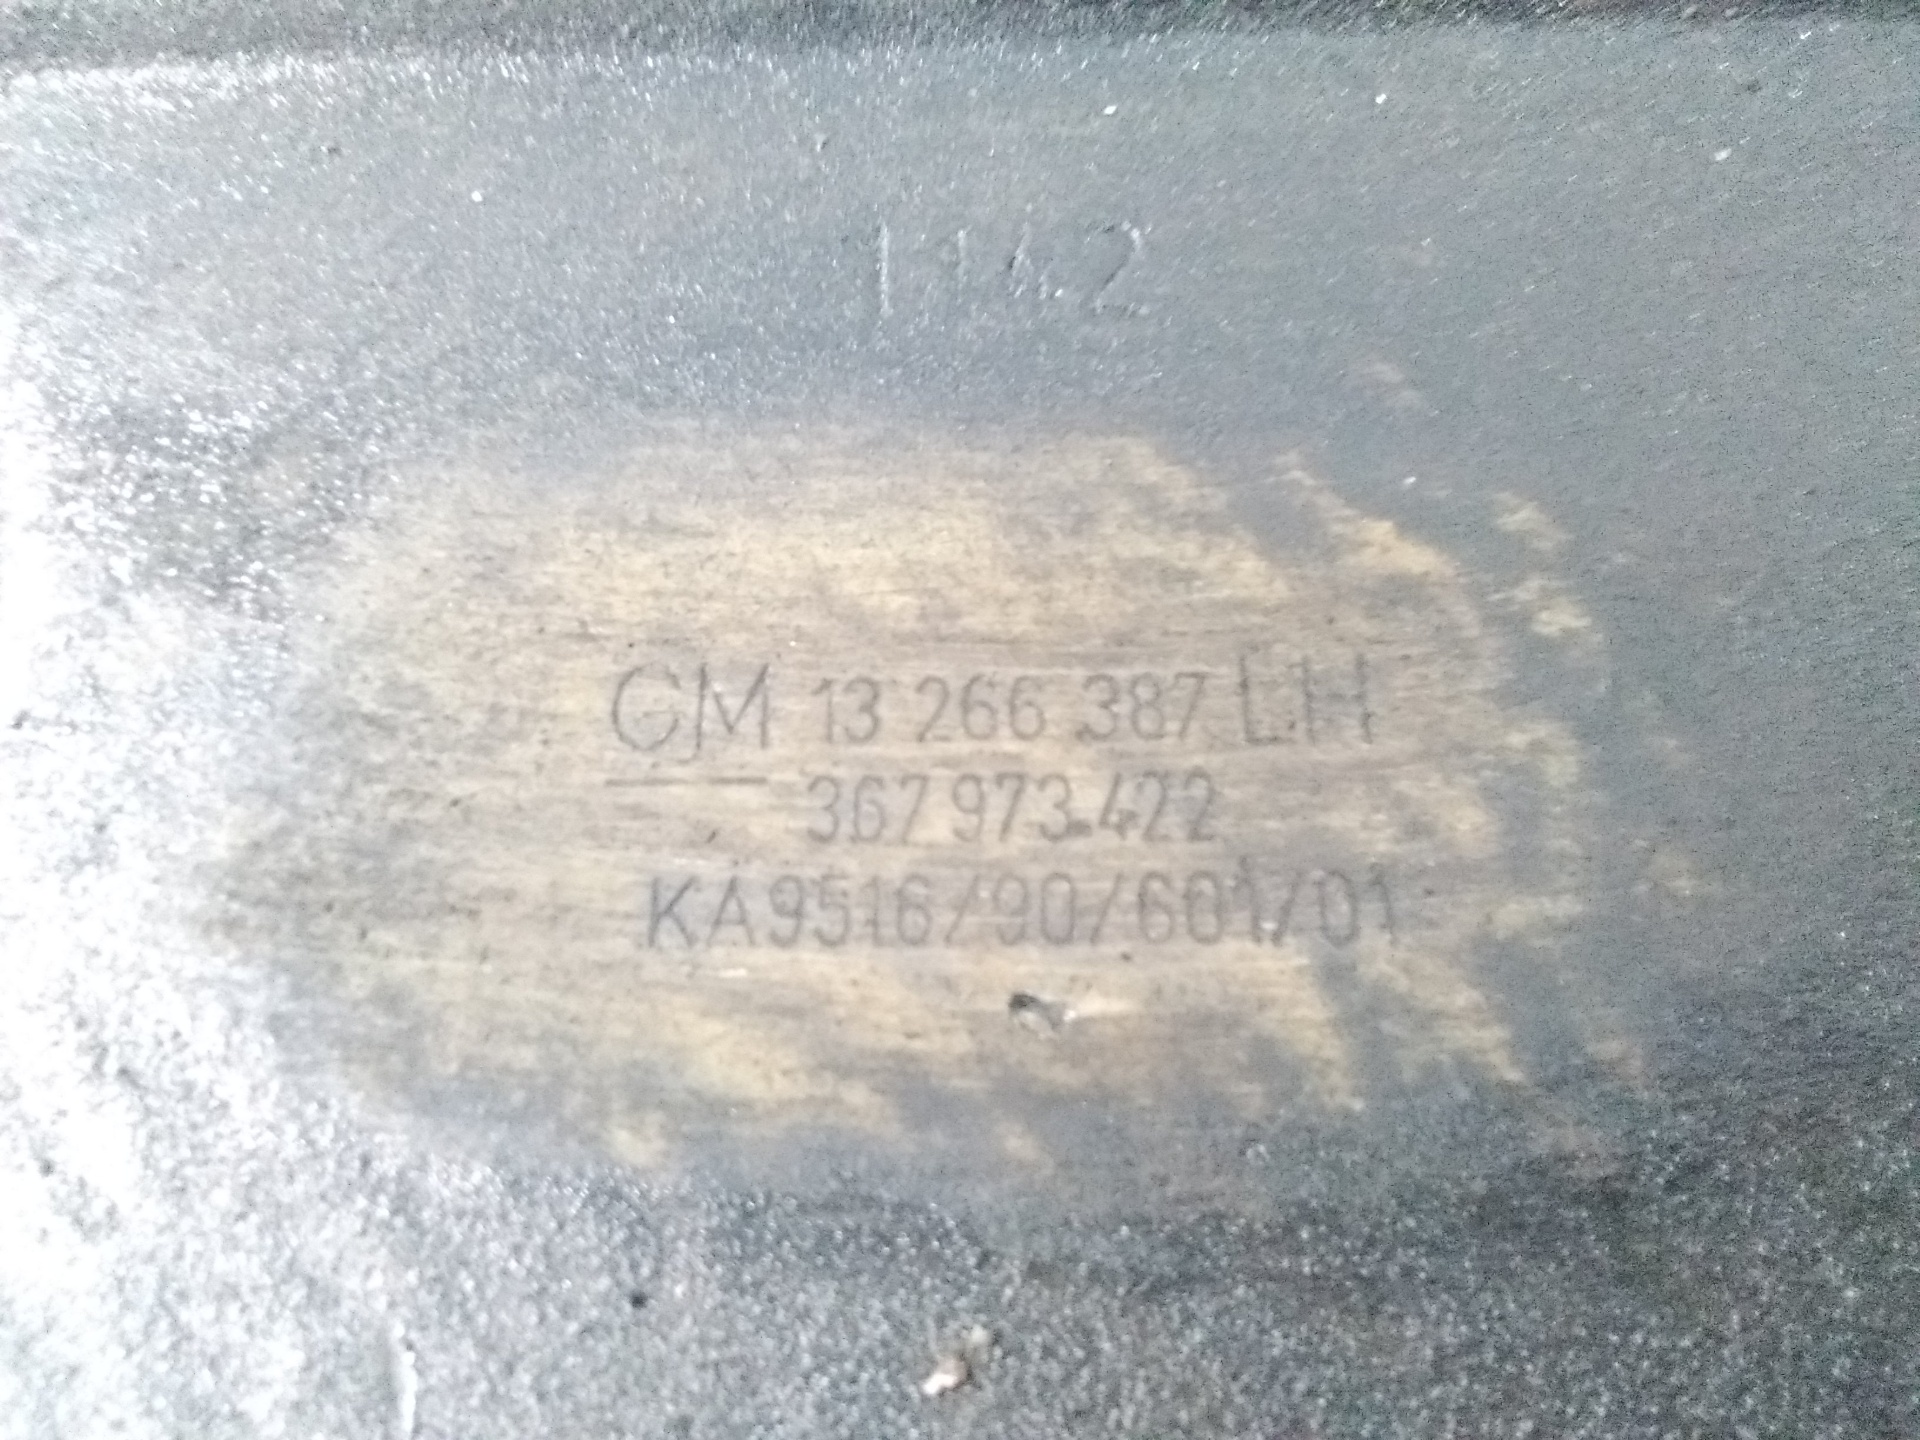 1142
GM 13 266 387 LH
367 973.422
KA9516/90/601/01